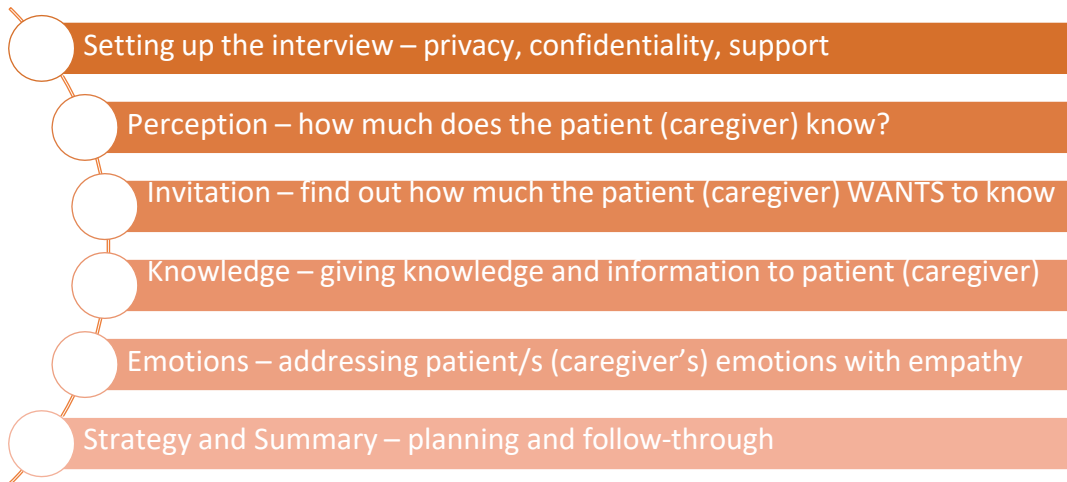 Setting up the interview – privacy, confidentiality, support
Perception – how much does the patient (caregiver) know?
Invitation – find out how much the patient (caregiver) WANTS to know
Knowledge – giving knowledge and information to patient (caregiver)
Emotions – addressing patient/s (caregiver's) emotions with empathy
Strategy and Summary – planning and follow-through